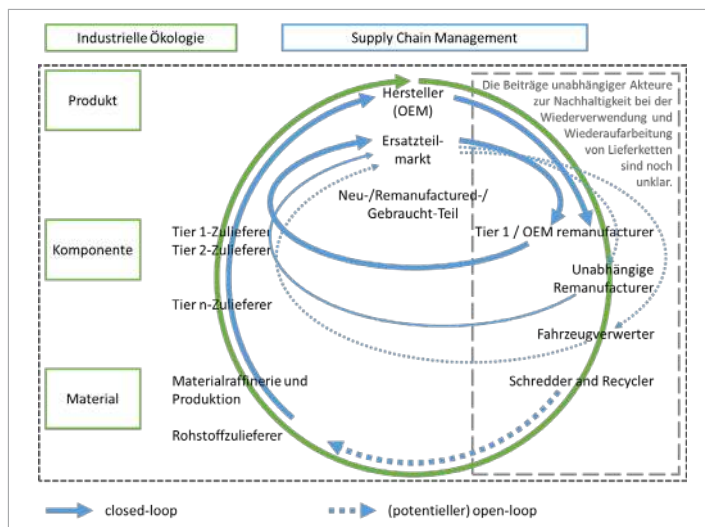 Industrielle Ökologie
Supply Chain Management
Produkt
Hersteller
(OEM)
Die Beiträge unabhängiger Akteure
zur Nachhaltigkeit bei der
Wiederverwendung und
Wiederaufarbeitung
von Lieferketten
sind noch
unklar.
Ersatzteil-
markt
Neu-/Remanufactured-/
Gebraucht-Teil
Komponente
Tier 1-Zulieferer
Tier 2-Zulieferer
Tier 1 / OEM remanufacturer
Unabhängige
Remanufacturer
Tier n-Zulieferer
Fahrzeugverwerter
Material
Materialraffinerie und
Produktion
Schredder and Recycler
Rohstoffzulieferer
closed-loop
(potentieller) open-loop